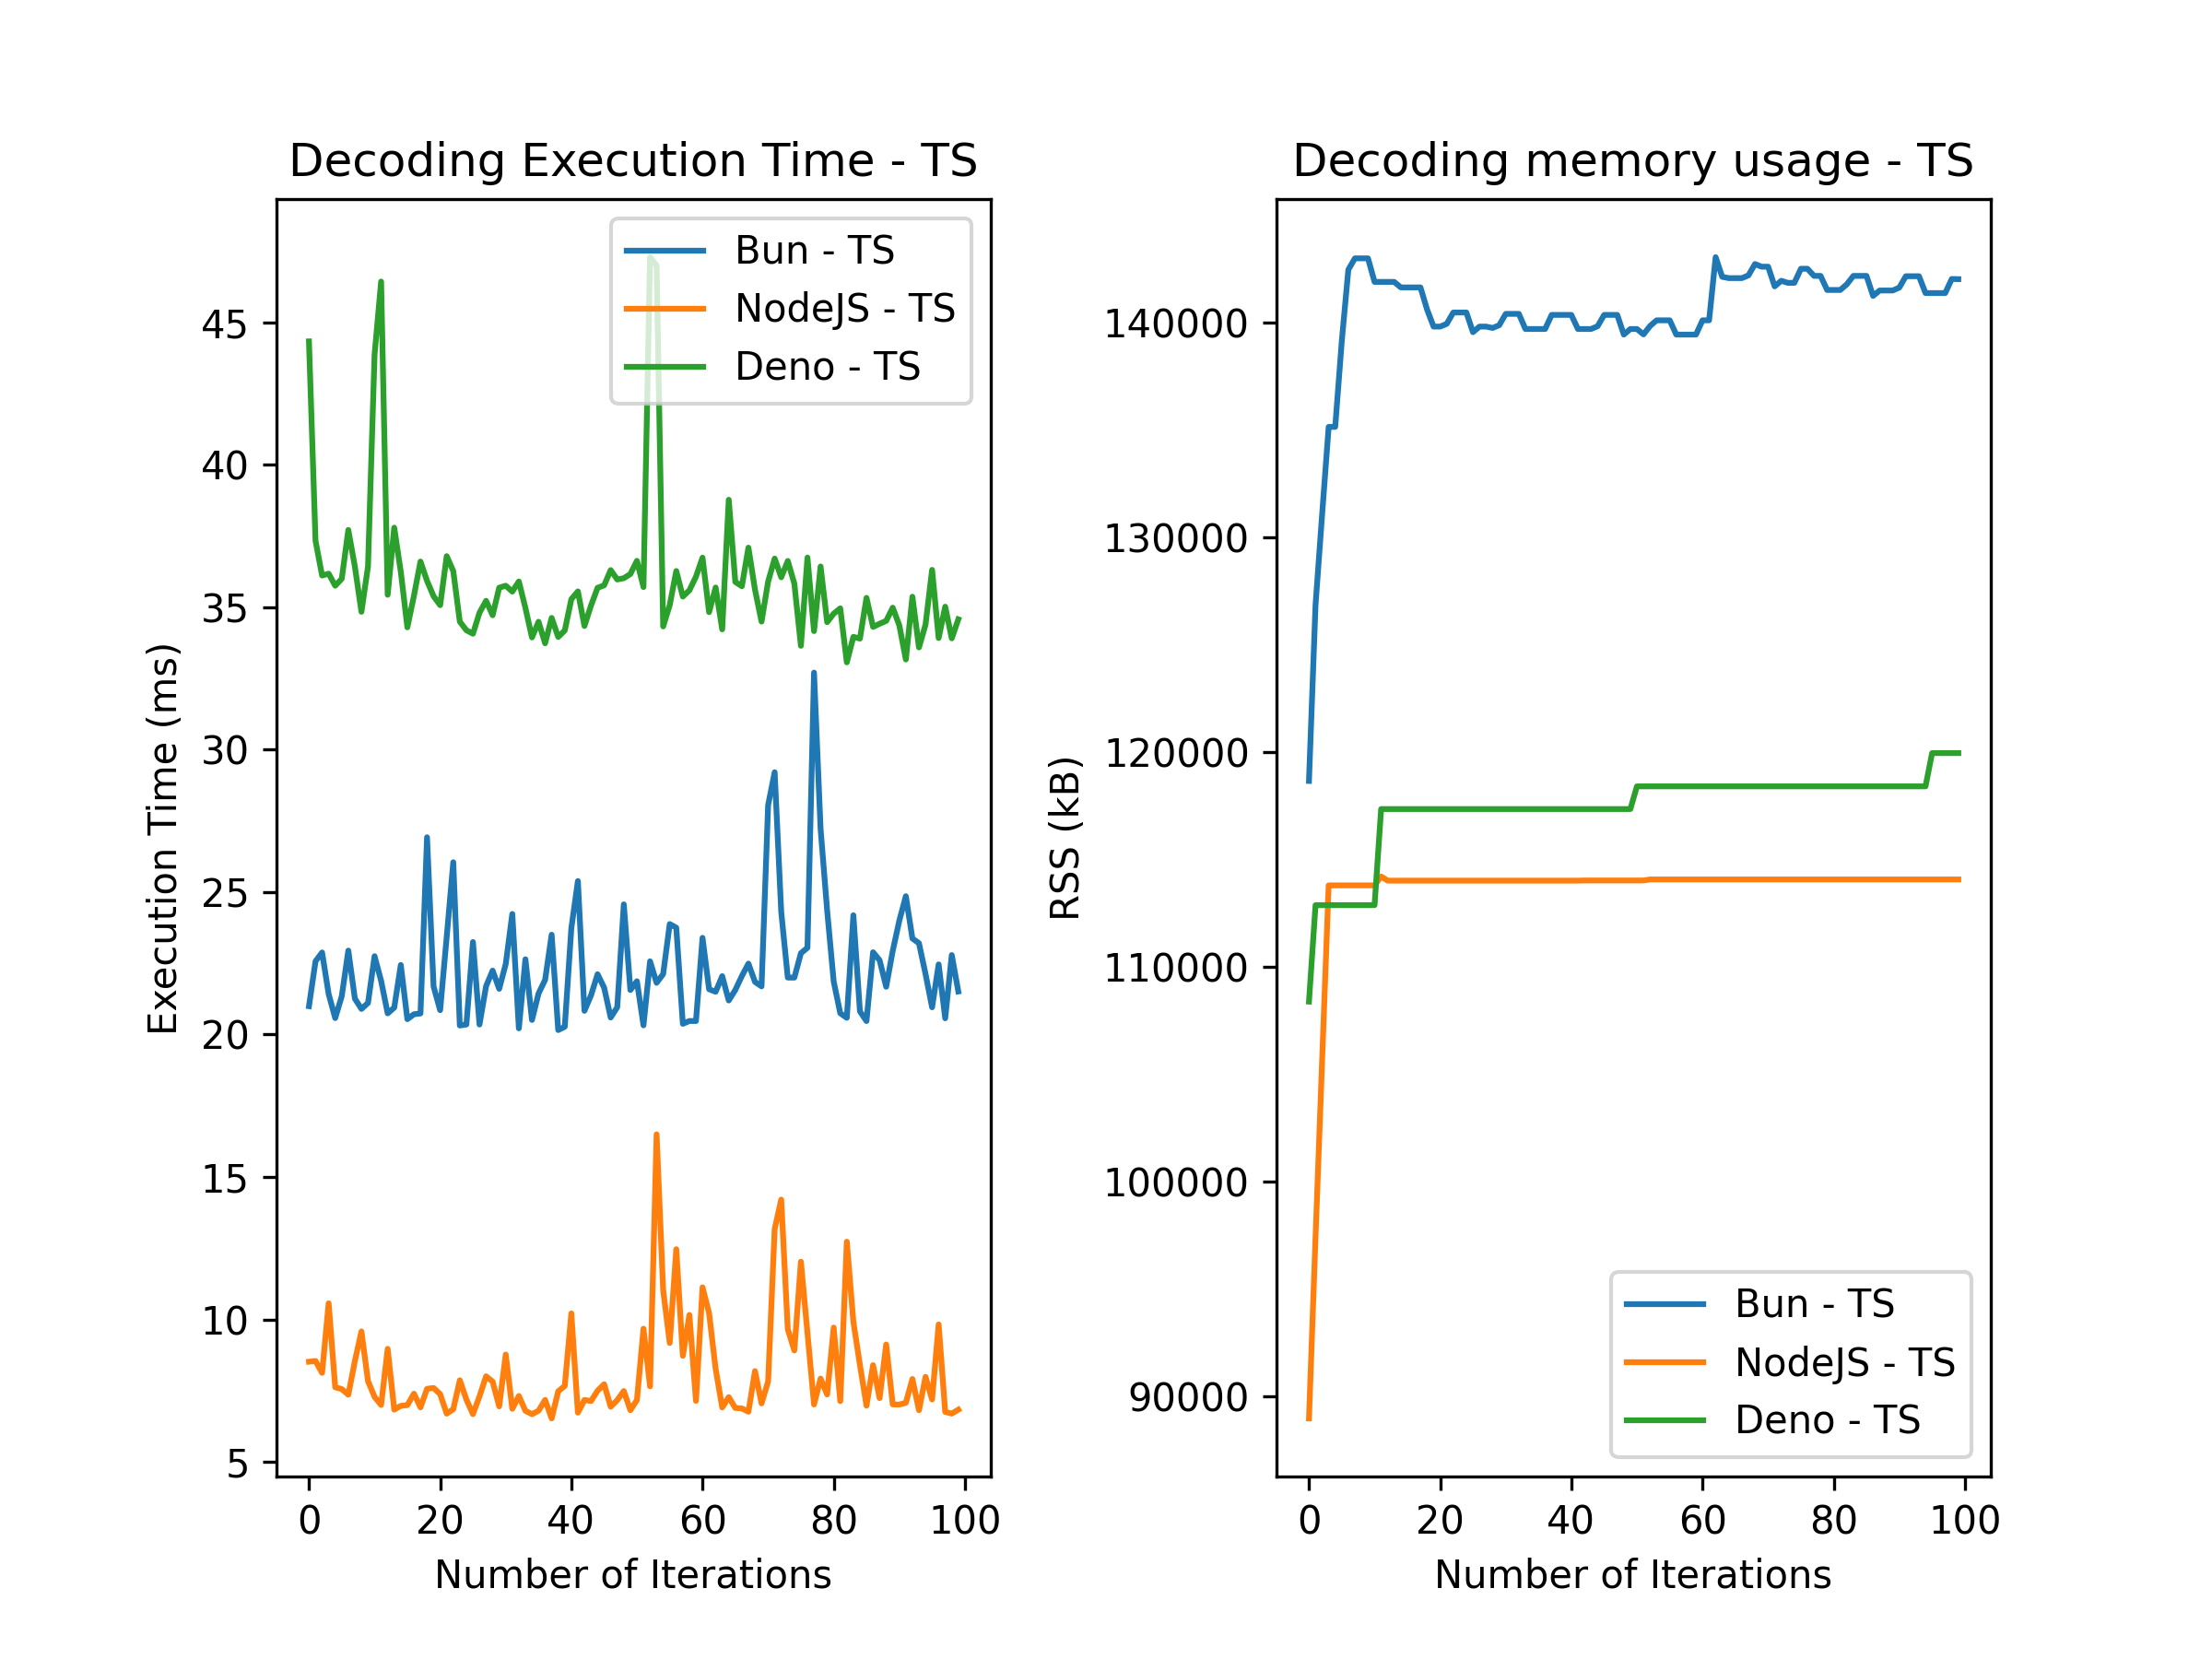 Decoding Execution Time - TS
Bun - TS
NodeJS - TS
Deno - TS
45
40
35
30
25
20
15
10
5
Execution Time (ms)
0 20 40 60 80 100
Number of Iterations
Decoding memory usage - TS
140000
130000
120000
110000
100000
90000
RSS (kB)
Bun - TS
NodeJS - TS
Deno - TS
0 20 40 60 80 100
Number of Iterations